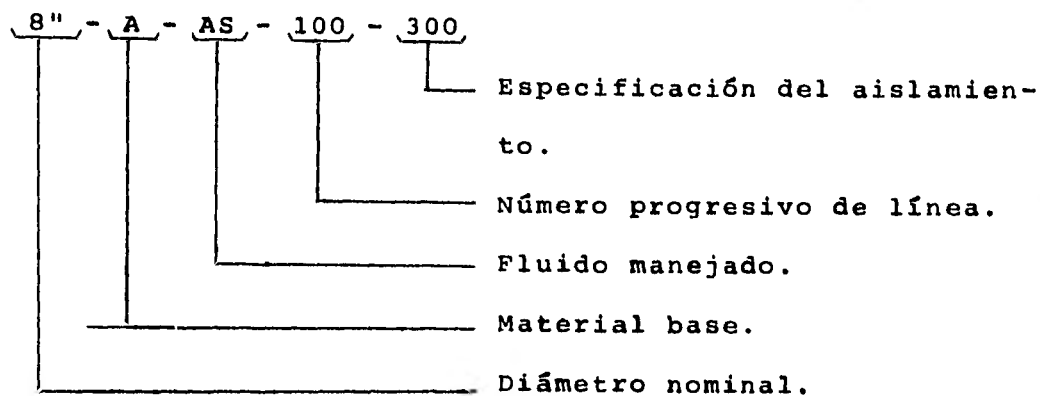 8" - A - AS - 100 - 300
Especificación del aislamien-
to.
Número progresivo de línea.
Fluido manejado.
Material base.
Diámetro nominal.